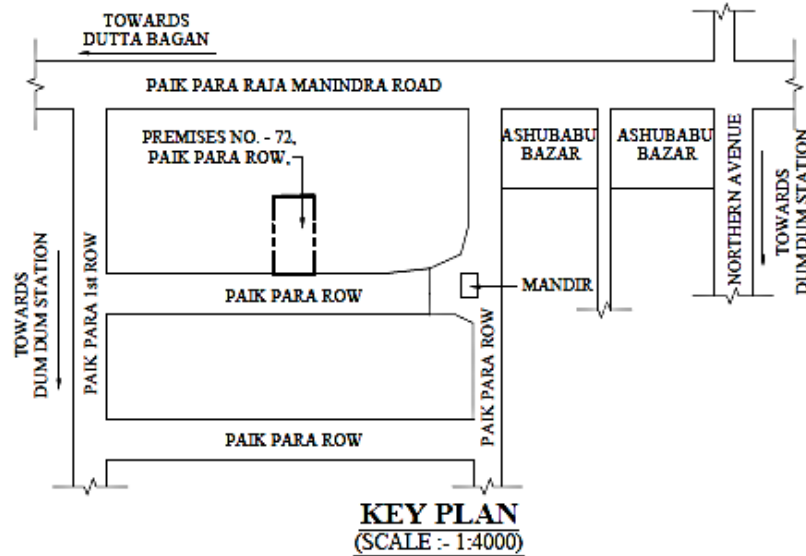 TOWARDS
DUTTA BAGAN
PAIK PARA RAJA MANINDRA ROAD
PREMISES NO. - 72,
PAIK PARA ROW,
ASHUBABU
BAZAR
ASHUBABU
BAZAR
NORTHERN AVENUE
TOWARDS
DUM DUM STATION
TOWARDS
DUM DUM STATION
PAIK PARA 1st ROW
PAIK PARA ROW
MANDIR
PAIK PARA ROW
PAIK PARA ROW
KEY PLAN
(SCALE :- 1:4000)